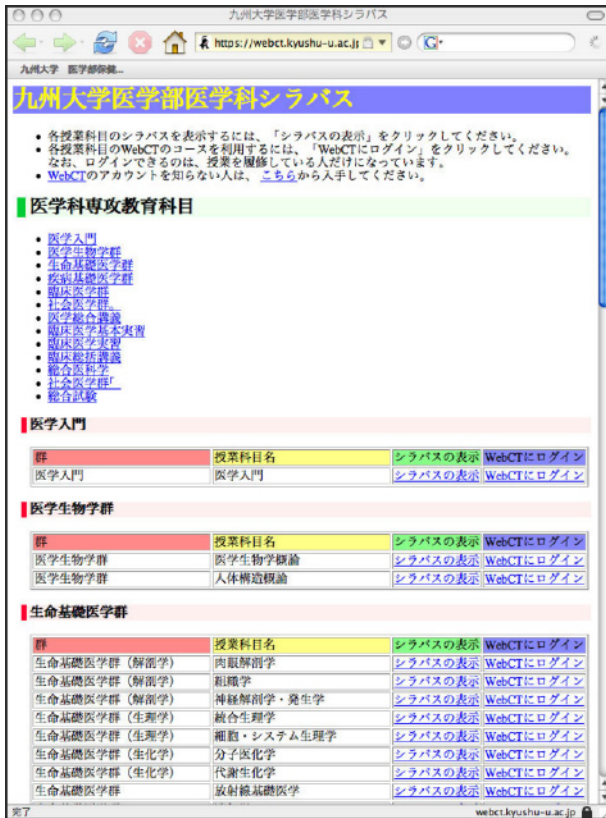 九州大学医学部医学科シラバス
https://webct.kyushu-u.ac.jp
九州大学 医学部保健…
九州大学医学部医学科シラバス
• 各授業科目のシラバスを表示するには、「シラバスの表示」をクリックしてください。
• 各授業科目のWebCTのコースを利用するには、「WebCTにログイン」をクリックしてください。
なお、ログインできるのは、授業を履修している人だけになっています。
• WebCTのアカウントを知らない人は、こちらから入手してください。
医学科専攻教育科目
• 医学入門
• 医学生物学群
• 生命基礎医学群
• 疾病基礎医学群
• 臨床医学群
• 社会医学群。
• 医学総合講義
• 臨床医学基本実習
• 臨床医学実習
• 臨床総括講義
• 総合医科学
• 社会医学群「
• 総合試験
医学入門
群 授業科目名 シラバスの表示 WebCTにログイン
医学入門 医学入門 シラバスの表示 WebCTにログイン
医学生物学群
群 授業科目名 シラバスの表示 WebCTにログイン
医学生物学群 医学生物学概論 シラバスの表示 WebCTにログイン
医学生物学群 人体構造概論 シラバスの表示 WebCTにログイン
生命基礎医学群
群 授業科目名 シラバスの表示 WebCTにログイン
生命基礎医学群（解剖学） 肉眼解剖学 シラバスの表示 WebCTにログイン
生命基礎医学群（解剖学） 組織学 シラバスの表示 WebCTにログイン
生命基礎医学群（解剖学） 神経解剖学・発生学 シラバスの表示 WebCTにログイン
生命基礎医学群（生理学） 統合生理学 シラバスの表示 WebCTにログイン
生命基礎医学群（生理学） 細胞・システム生理学 シラバスの表示 WebCTにログイン
生命基礎医学群（生化学） 分子医化学 シラバスの表示 WebCTにログイン
生命基礎医学群（生化学） 代謝生化学 シラバスの表示 WebCTにログイン
生命基礎医学群 放射線基礎医学 シラバスの表示 WebCTにログイン
完了 webct.kyushu-u.ac.jp